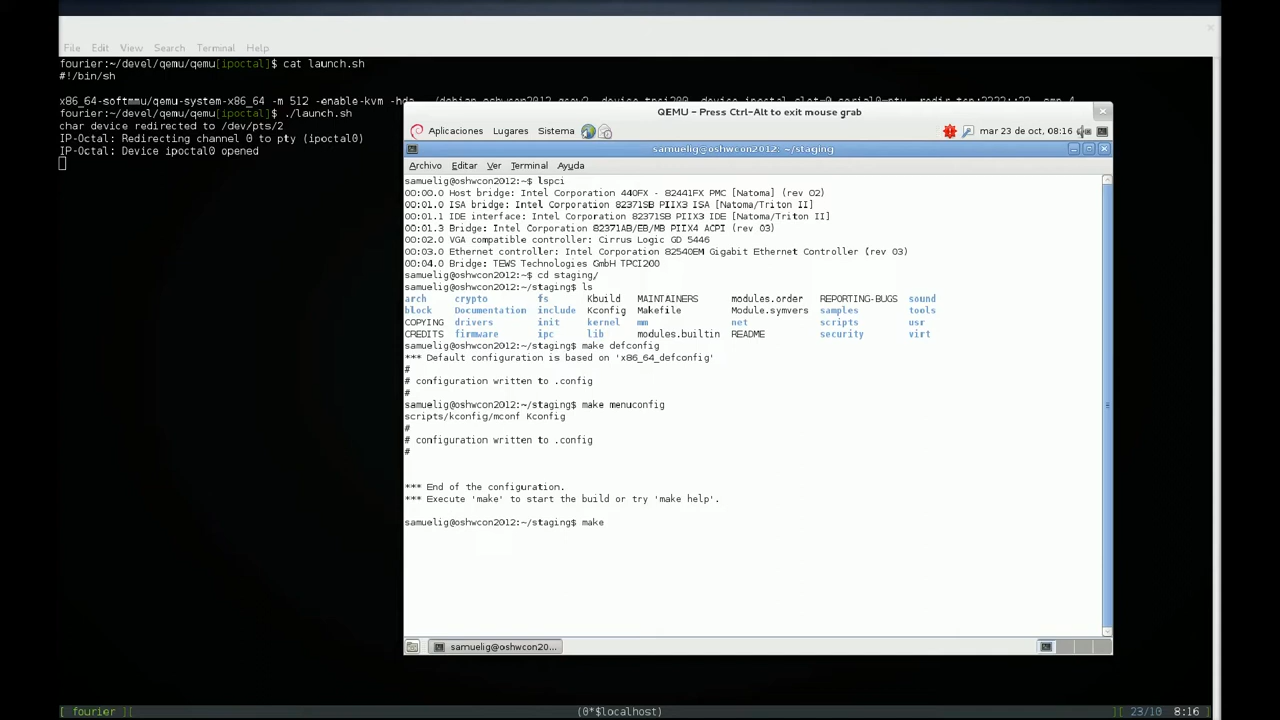 File Edit View Search Terminal Help
fourier:~/devel/qemu/qemu[ipoctal]$ cat launch.sh
#!/bin/sh
x86_64-softmmu/qemu-system-x86_64 -m 512 -enable-kvm -hda
fourier:~/devel/qemu/qemu[ipoctal]$ ./launch.sh
char device redirected to /dev/pts/2
IP-Octal: Redirecting channel 0 to pty (ipoctal0)
IP-Octal: Device ipoctal0 opened
QEMU - Press Ctrl-Alt to exit mouse grab
Aplicaciones Lugares Sistema mar 23 de oct, 08:16
samuelig@oshwcon2012: ~/staging
Archivo Editar Ver Terminal Ayuda
samuelig@oshwcon2012:~$ lspci
00:00.0 Host bridge: Intel Corporation 440FX - 82441FX PMC [Natoma] (rev 02)
00:01.0 ISA bridge: Intel Corporation 82371SB PIIX3 ISA [Natoma/Triton II]
00:01.1 IDE interface: Intel Corporation 82371SB PIIX3 IDE [Natoma/Triton II]
00:01.3 Bridge: Intel Corporation 82371AB/EB/MB PIIX4 ACPI (rev 03)
00:02.0 VGA compatible controller: Cirrus Logic GD 5446
00:03.0 Ethernet controller: Intel Corporation 82540EM Gigabit Ethernet Controller (rev 03)
00:04.0 Bridge: TEWS Technologies GmbH TPCI200
samuelig@oshwcon2012:~$ cd staging/
samuelig@oshwcon2012:~/staging$ ls
arch crypto fs Kbuild MAINTAINERS modules.order REPORTING-BUGS sound
block Documentation include Kconfig Makefile Module.symvers samples tools
COPYING drivers init kernel mm net scripts usr
CREDITS firmware ipc lib modules.builtin README security virt
samuelig@oshwcon2012:~/staging$ make defconfig
*** Default configuration is based on 'x86_64_defconfig'
#
# configuration written to .config
#
samuelig@oshwcon2012:~/staging$ make menuconfig
scripts/kconfig/mconf Kconfig
#
# configuration written to .config
#
*** End of the configuration.
*** Execute 'make' to start the build or try 'make help'.
samuelig@oshwcon2012:~/staging$ make
samuelig@oshwcon20...
[ fourier ][ (0*$localhost) ][ 23/10 8:16